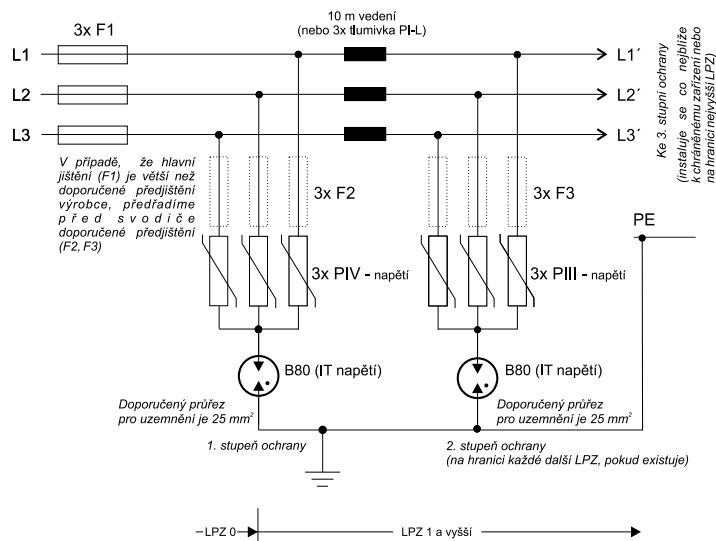 10 m vedení
(nebo 3x tlumivka PI-L)
3x F1
L1
L2
L3
L1´
L2´
L3´
Ke 3. stupni ochrany
(instaluje se co nejblíže
k chráněnému zařízení nebo
na hranici nejvyšší LPZ)
V případě, že hlavní
jištění (F1) je větší než
doporučené předjištění
výrobce, předřadíme
před svodiče
doporučené předjištění
(F2, F3)
3x F2
3x F3
PE
3x PIV - napětí
3x PIII - napětí
B80 (IT napětí)
B80 (IT napětí)
Doporučený průřez
pro uzemnění je 25 mm²
Doporučený průřez
pro uzemnění je 25 mm²
1. stupeň ochrany
2. stupeň ochrany
(na hranici každé další LPZ, pokud existuje)
LPZ 0
LPZ 1 a vyšší